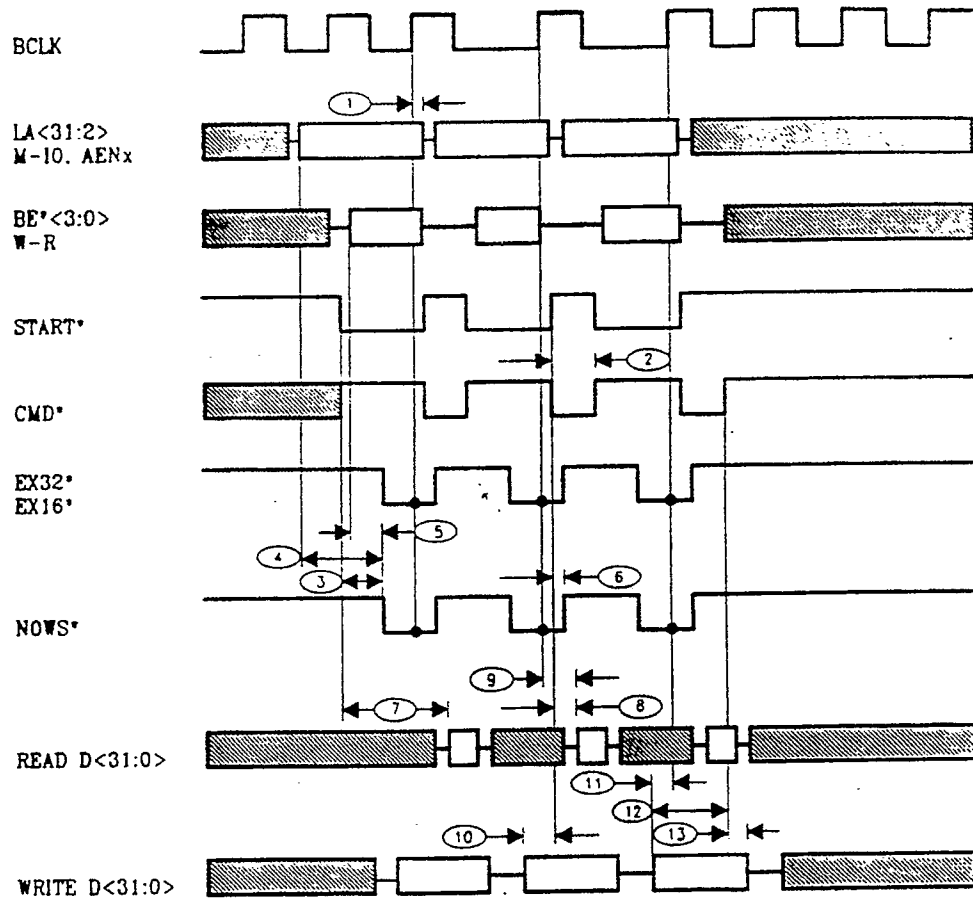 BCLK
1
LA<31:2>
M-IO. AENx
BE*<3:0>
W-R
START*
2
CMD*
EX32*
EX16*
5
4
3
6
NOWS*
9
7
8
READ D<31:0>
11
12
10
13
WRITE D<31:0>